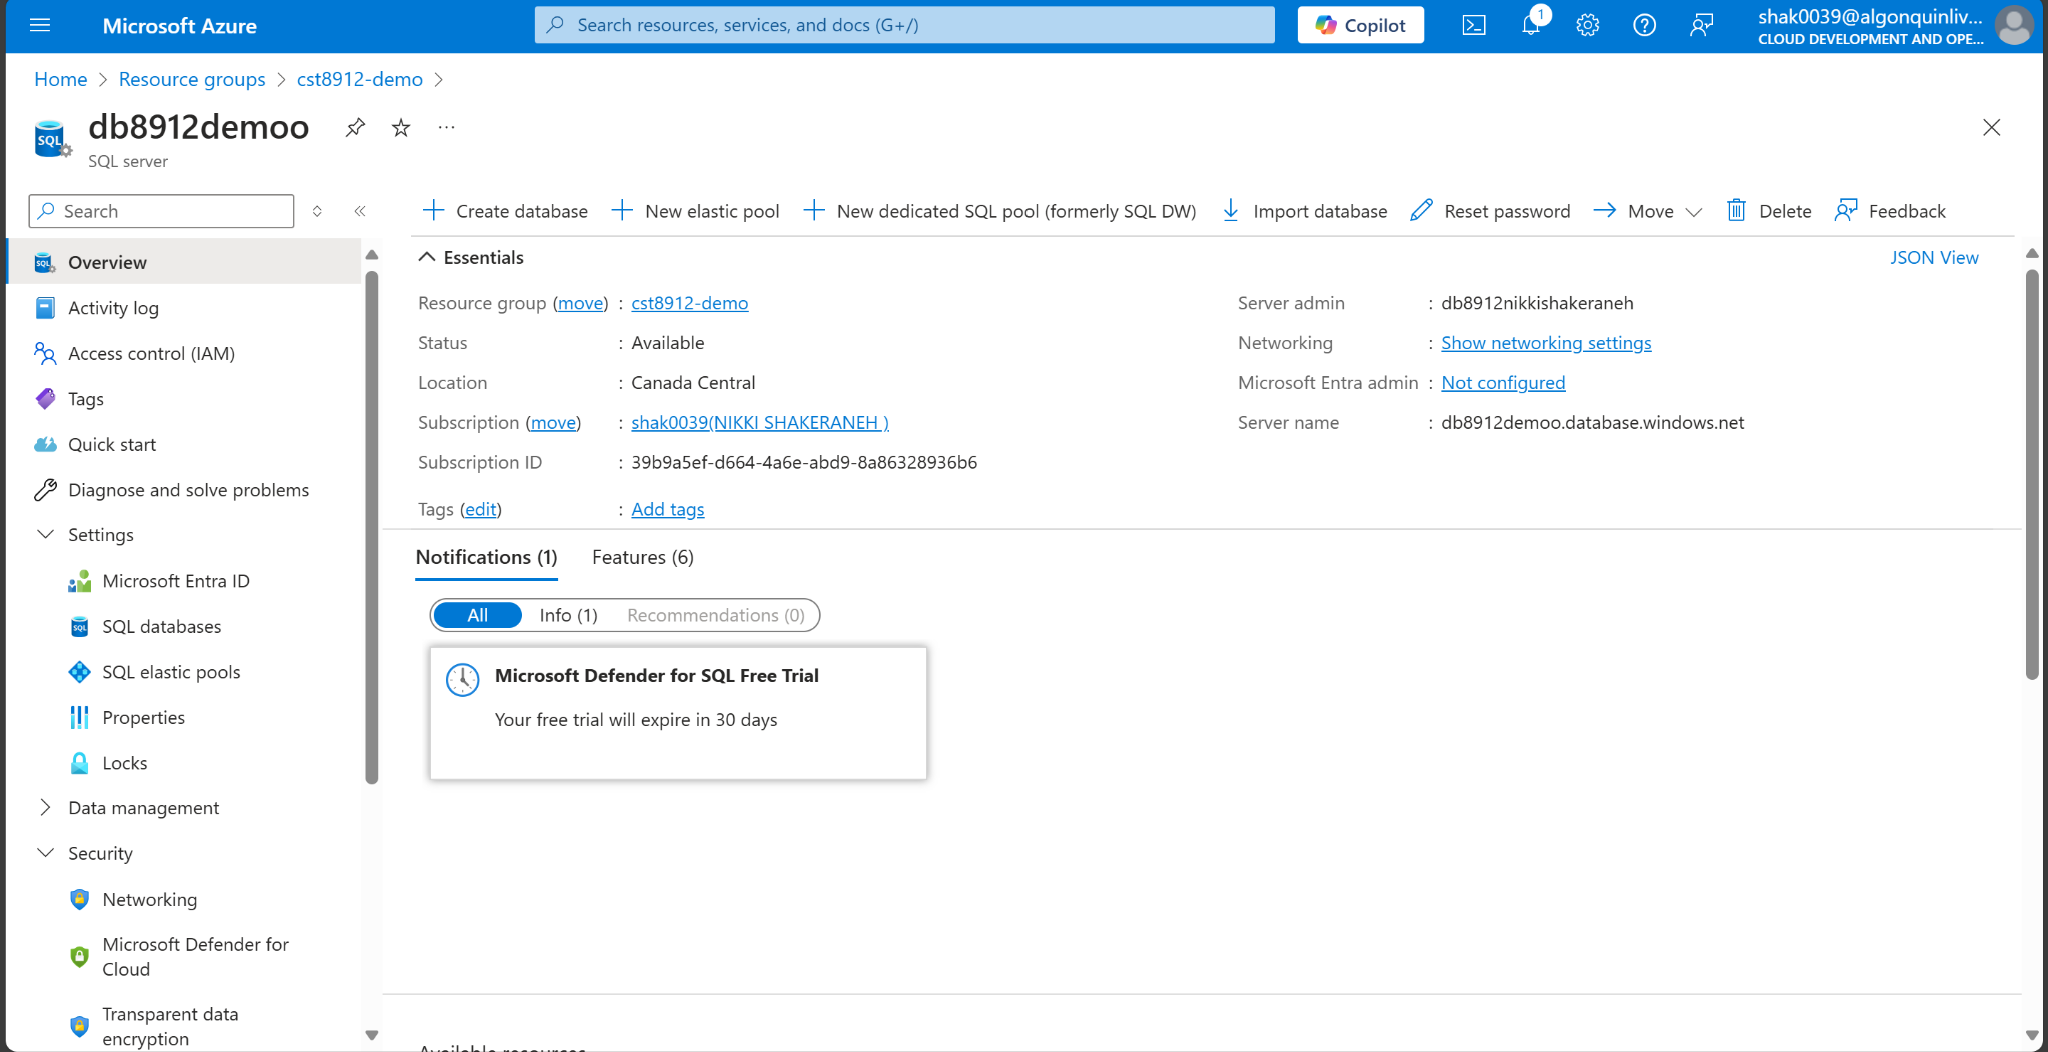 Microsoft Azure
Search resources, services, and docs (G+/)
Copilot
1
shak0039@algonquinliv...
CLOUD DEVELOPMENT AND OPE...
Home > Resource groups > cst8912-demo >
SQL
db8912demoo
...
SQL server
Search
Create database
New elastic pool
New dedicated SQL pool (formerly SQL DW)
Import database
Reset password
Move
Delete
Feedback
Overview
Activity log
Access control (IAM)
Tags
Quick start
Diagnose and solve problems
Settings
Microsoft Entra ID
SQL databases
SQL elastic pools
Properties
Locks
Data management
Security
Networking
Microsoft Defender for
Cloud
Transparent data
encryption
Essentials
JSON View
Resource group (move) : cst8912-demo
Status : Available
Location : Canada Central
Subscription (move) : shak0039(NIKKI SHAKERANEH )
Subscription ID : 39b9a5ef-d664-4a6e-abd9-8a86328936b6
Tags (edit) : Add tags
Server admin : db8912nikkishakeraneh
Networking : Show networking settings
Microsoft Entra admin : Not configured
Server name : db8912demoo.database.windows.net
Notifications (1)
Features (6)
All
Info (1)
Recommendations (0)
Microsoft Defender for SQL Free Trial
Your free trial will expire in 30 days
Available resources